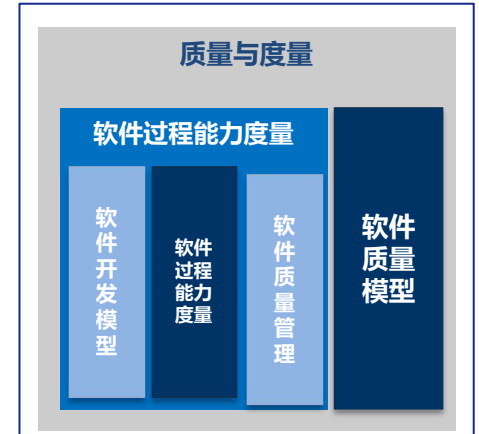 质量与度量
软件过程能力度量
软
件
开
发
模
型
软件
过程
能力
度量
软
件
质
量
管
理
软件
质量
模型